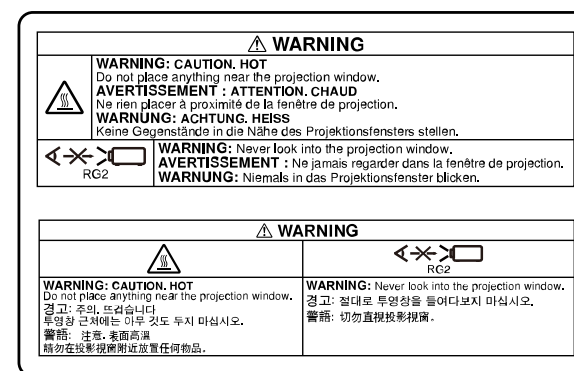 ⚠ WARNING
WARNING: CAUTION. HOT
Do not place anything near the projection window.
AVERTISSEMENT : ATTENTION. CHAUD
Ne rien placer à proximité de la fenêtre de projection.
WARNUNG: ACHTUNG. HEISS
Keine Gegenstände in die Nähe des Projektionsfensters stellen.
RG2
WARNING: Never look into the projection window.
AVERTISSEMENT : Ne jamais regarder dans la fenêtre de projection.
WARNUNG: Niemals in das Projektionsfenster blicken.
⚠ WARNING
WARNING: CAUTION. HOT
Do not place anything near the projection window.
경고: 주의. 뜨겁습니다
투영창 근처에는 아무 것도 두지 마십시오.
警語: 注意. 表面高溫
請勿在投影視窗附近放置任何物品。
RG2
WARNING: Never look into the projection window.
경고: 절대로 투영창을 들여다보지 마십시오.
警語: 切勿直視投影視窗。